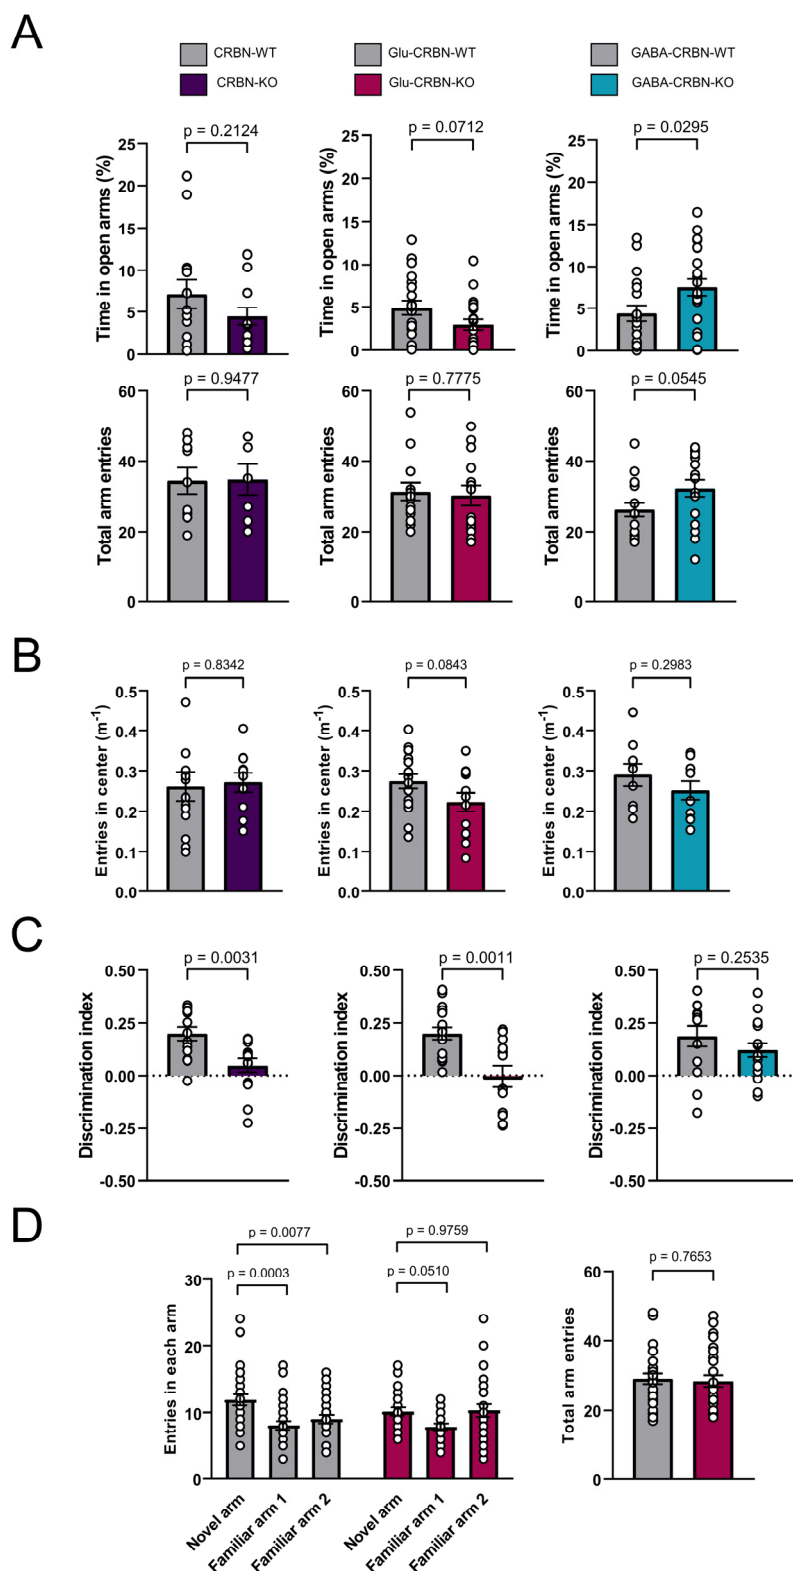 A
CRBN-WT
CRBN-KO
Glu-CRBN-WT
Glu-CRBN-KO
GABA-CRBN-WT
GABA-CRBN-KO
Time in open arms (%)
p = 0.2124
25
20
15
10
5
0
Time in open arms (%)
p = 0.0712
25
20
15
10
5
0
Time in open arms (%)
p = 0.0295
25
20
15
10
5
0
Total arm entries
p = 0.9477
60
40
20
0
Total arm entries
p = 0.7775
60
40
20
0
Total arm entries
p = 0.0545
60
40
20
0
B
Entries in center (m⁻¹)
p = 0.8342
0.5
0.4
0.3
0.2
0.1
0.0
Entries in center (m⁻¹)
p = 0.0843
0.5
0.4
0.3
0.2
0.1
0.0
Entries in center (m⁻¹)
p = 0.2983
0.5
0.4
0.3
0.2
0.1
0.0
C
Discrimination index
p = 0.0031
0.50
0.25
0.00
-0.25
-0.50
Discrimination index
p = 0.0011
0.50
0.25
0.00
-0.25
-0.50
Discrimination index
p = 0.2535
0.50
0.25
0.00
-0.25
-0.50
D
Entries in each arm
p = 0.0077
p = 0.0003
p = 0.9759
p = 0.0510
30
20
10
0
Novel arm
Familiar arm 1
Familiar arm 2
Novel arm
Familiar arm 1
Familiar arm 2
Total arm entries
p = 0.7653
60
40
20
0